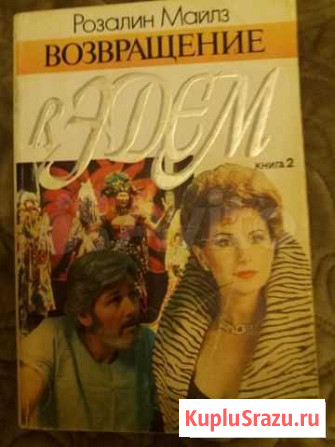 Розалин Майлз
ВОЗВРАЩЕНИЕ
В ЭДЕМ
книга 2
KupluSrazu.ru